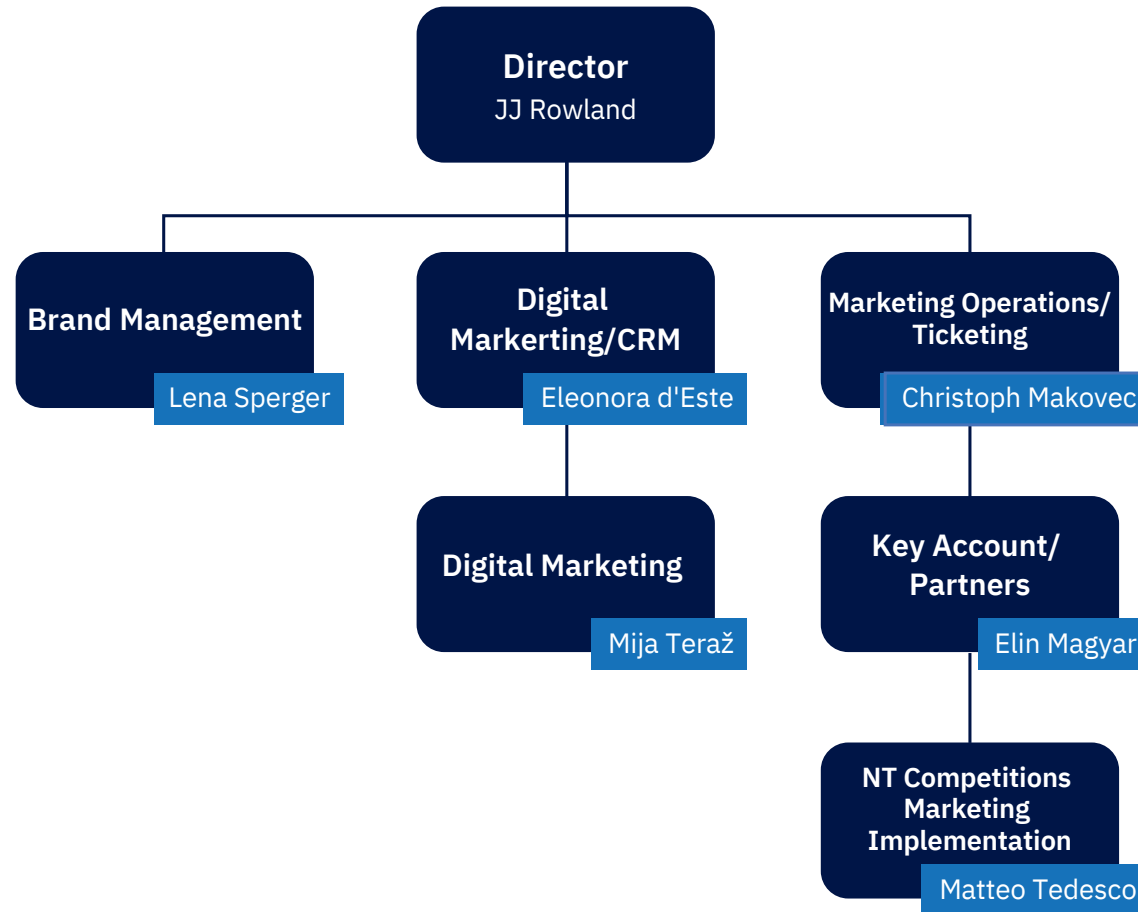 Director
JJ Rowland
Brand Management
Lena Sperger
Digital
Markerting/CRM
Eleonora d'Este
Marketing Operations/
Ticketing
Christoph Makovec
Digital Marketing
Mija Teraž
Key Account/
Partners
Elin Magyar
NT Competitions
Marketing
Implementation
Matteo Tedesco